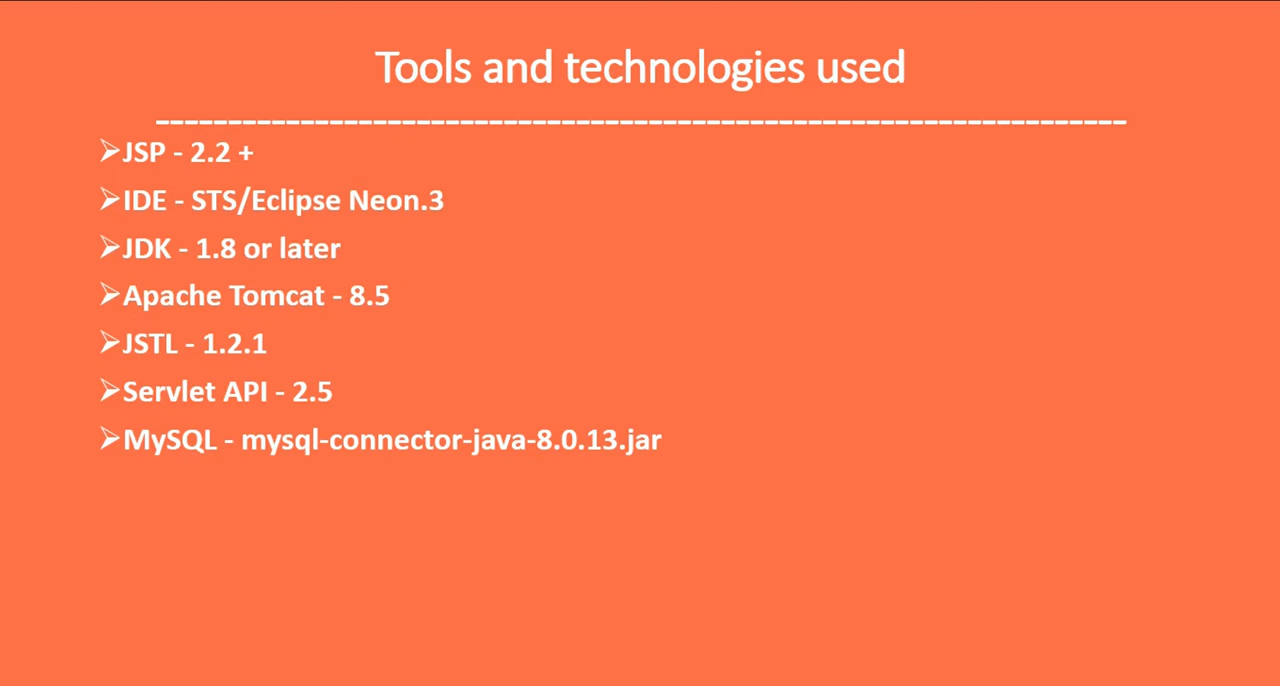 Tools and technologies used
➢JSP - 2.2 +
➢IDE - STS/Eclipse Neon.3
➢JDK - 1.8 or later
➢Apache Tomcat - 8.5
➢JSTL - 1.2.1
➢Servlet API - 2.5
➢MySQL - mysql-connector-java-8.0.13.jar